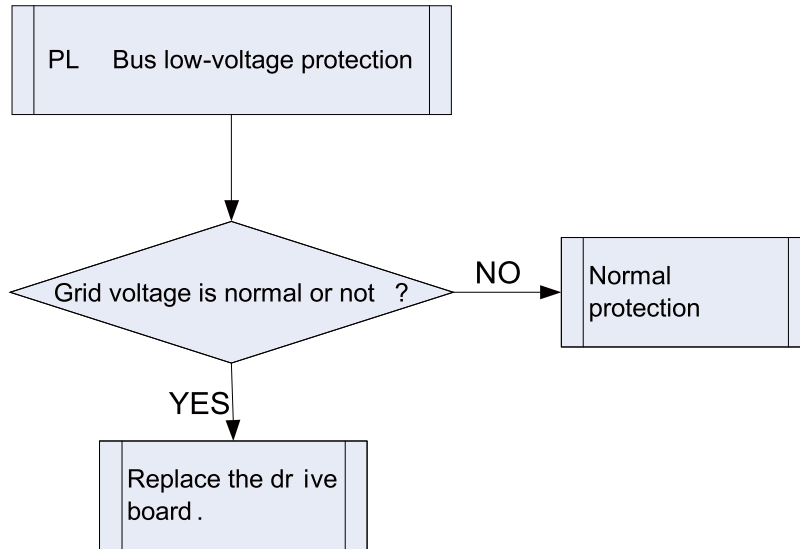 PL Bus low-voltage protection
Grid voltage is normal or not ?
NO
Normal
protection
YES
Replace the dr ive
board .